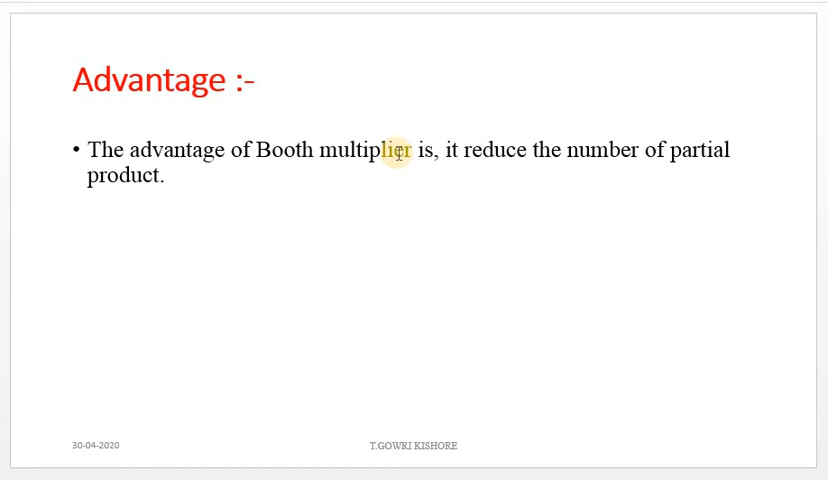 Advantage :-
• The advantage of Booth multiplier is, it reduce the number of partial
product.
30-04-2020
T.GOWRI KISHORE